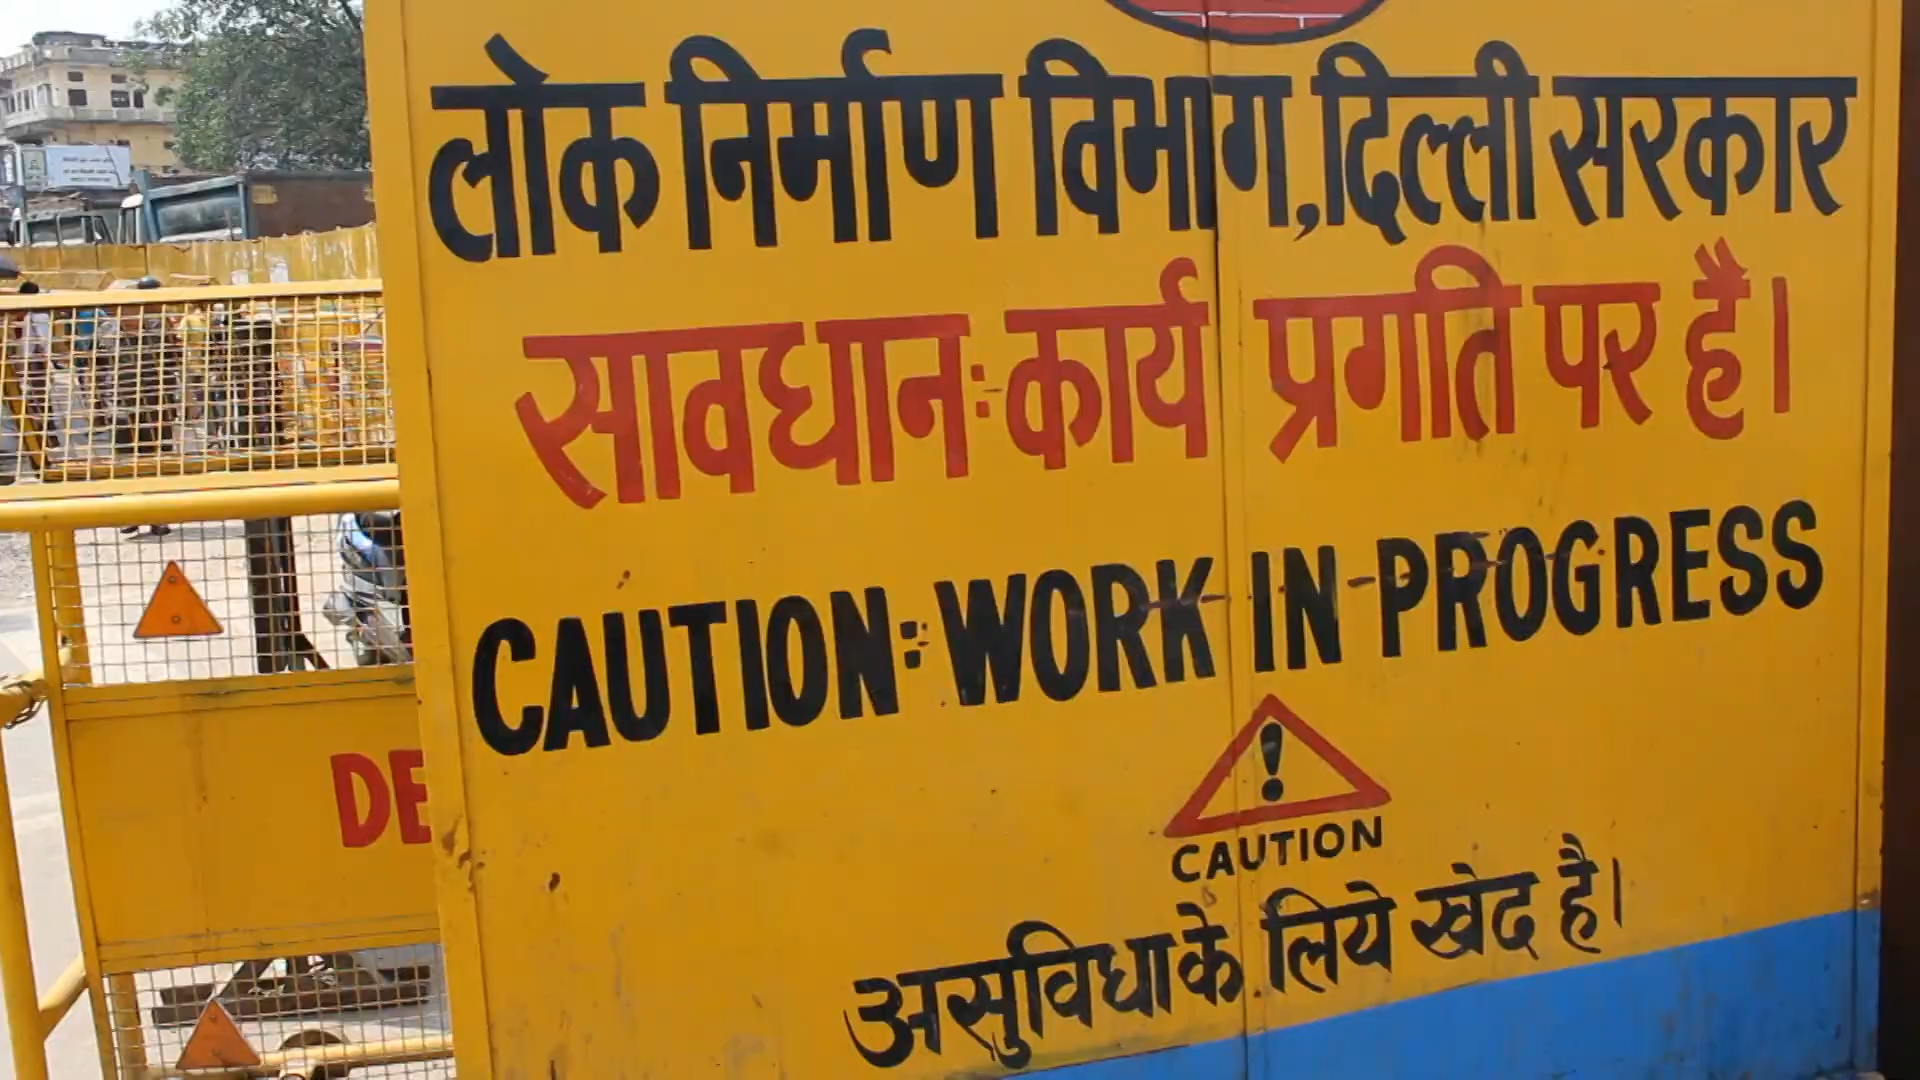 लोक निर्माण विभाग,दिल्ली सरकार
सावधानः-कार्य प्रगति पर है।
CAUTION:-WORK IN PROGRESS
!
CAUTION
असुविधा के लिये खेद है।
DE